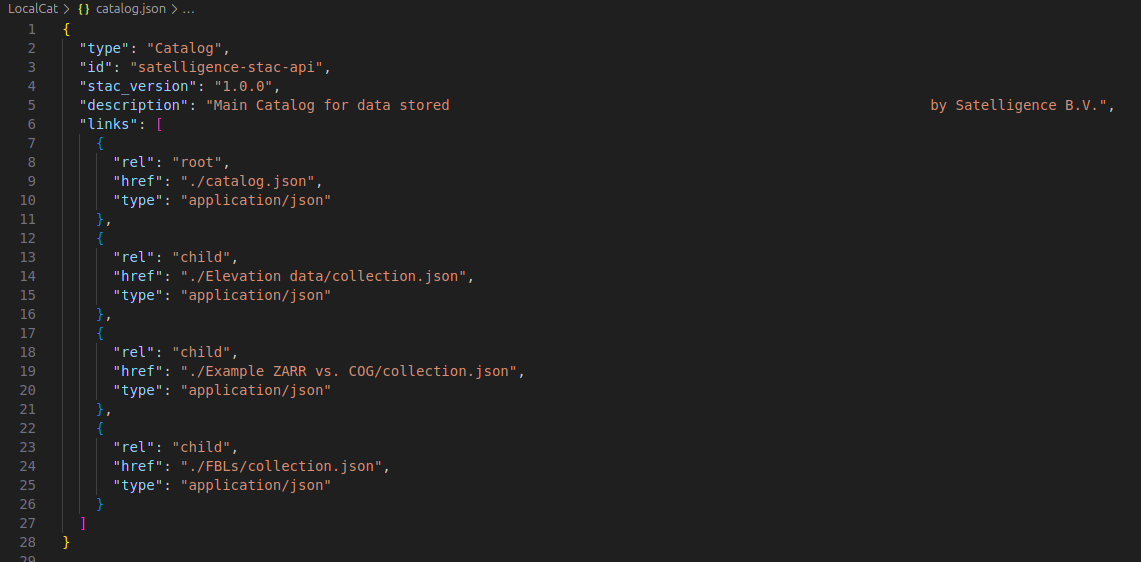 LocalCat > {} catalog.json > ...
1 {
2 "type": "Catalog",
3 "id": "satelligence-stac-api",
4 "stac_version": "1.0.0",
5 "description": "Main Catalog for data stored                                                         by Satelligence B.V.",
6 "links": [
7 {
8 "rel": "root",
9 "href": "./catalog.json",
10 "type": "application/json"
11 },
12 {
13 "rel": "child",
14 "href": "./Elevation data/collection.json",
15 "type": "application/json"
16 },
17 {
18 "rel": "child",
19 "href": "./Example ZARR vs. COG/collection.json",
20 "type": "application/json"
21 },
22 {
23 "rel": "child",
24 "href": "./FBLs/collection.json",
25 "type": "application/json"
26 }
27 ]
28 }
29